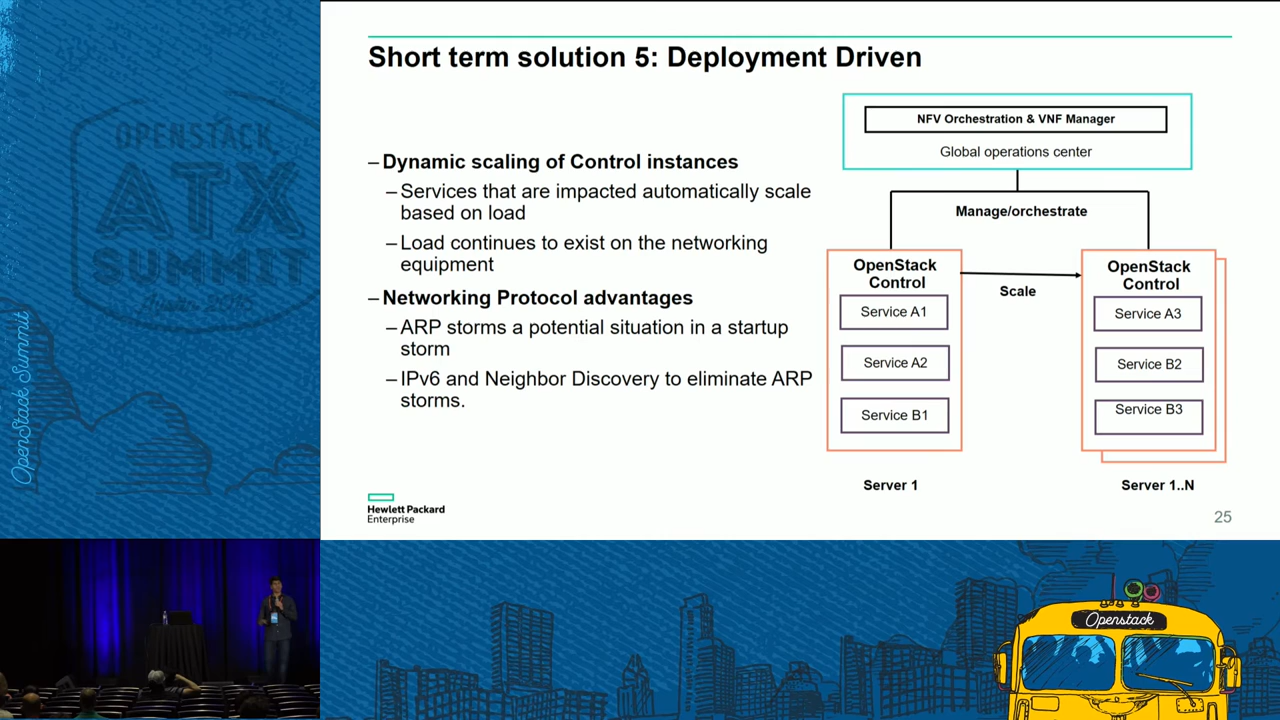 Short term solution 5: Deployment Driven
– Dynamic scaling of Control instances
– Services that are impacted automatically scale
based on load
– Load continues to exist on the networking
equipment
– Networking Protocol advantages
– ARP storms a potential situation in a startup
storm
– IPv6 and Neighbor Discovery to eliminate ARP
storms.
NFV Orchestration & VNF Manager
Global operations center
Manage/orchestrate
OpenStack
Control
Service A1
Service A2
Service B1
Server 1
Scale
OpenStack
Control
Service A3
Service B2
Service B3
Server 1..N
Hewlett Packard
Enterprise
25
OPENSTACK
ATX
SUMMIT
OpenStack Summit
Openstack